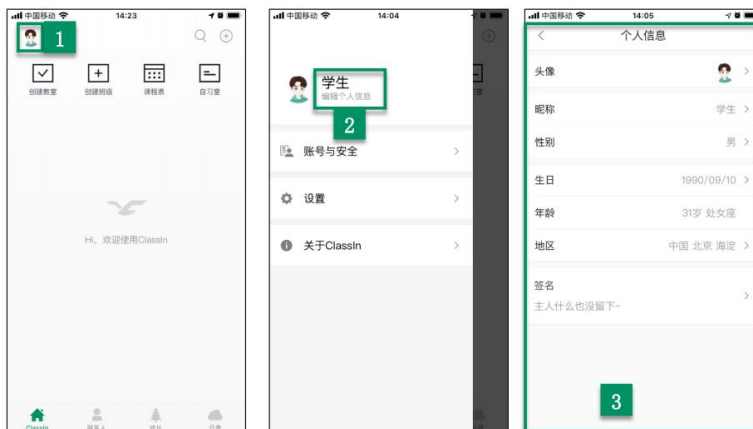 中国移动
14:23
1
创建教室
创建班级
课程表
自习室
Hi，欢迎使用ClassIn
ClassIn
联系人
中国移动
14:04
学生
编辑个人信息
2
账号与安全
设置
关于ClassIn
中国移动
14:05
个人信息
头像
昵称
学生
性别
男
生日
1990/09/10
年龄
31岁 处女座
地区
中国 北京 海淀
签名
主人什么也没留下~
3